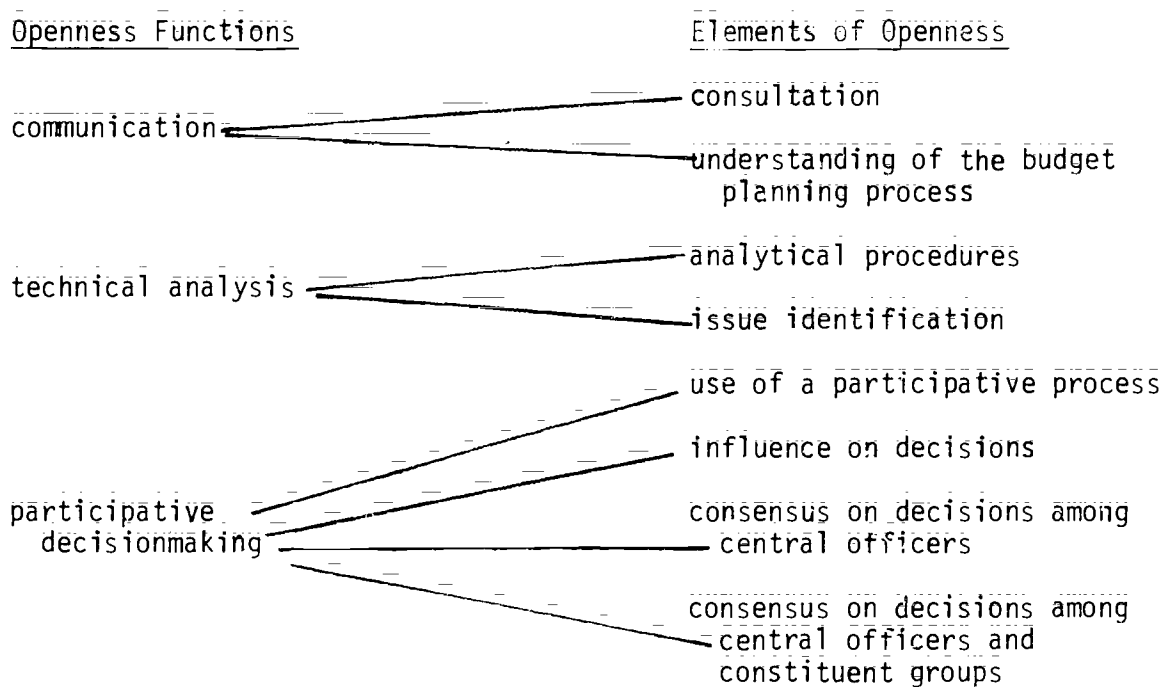 Openness Functions
Elements of Openness
communication
consultation
understanding of the budget
planning process
technical analysis
analytical procedures
issue identification
participative
decisionmaking
use of a participative process
influence on decisions
consensus on decisions among
central officers
consensus on decisions among
central officers and
constituent groups